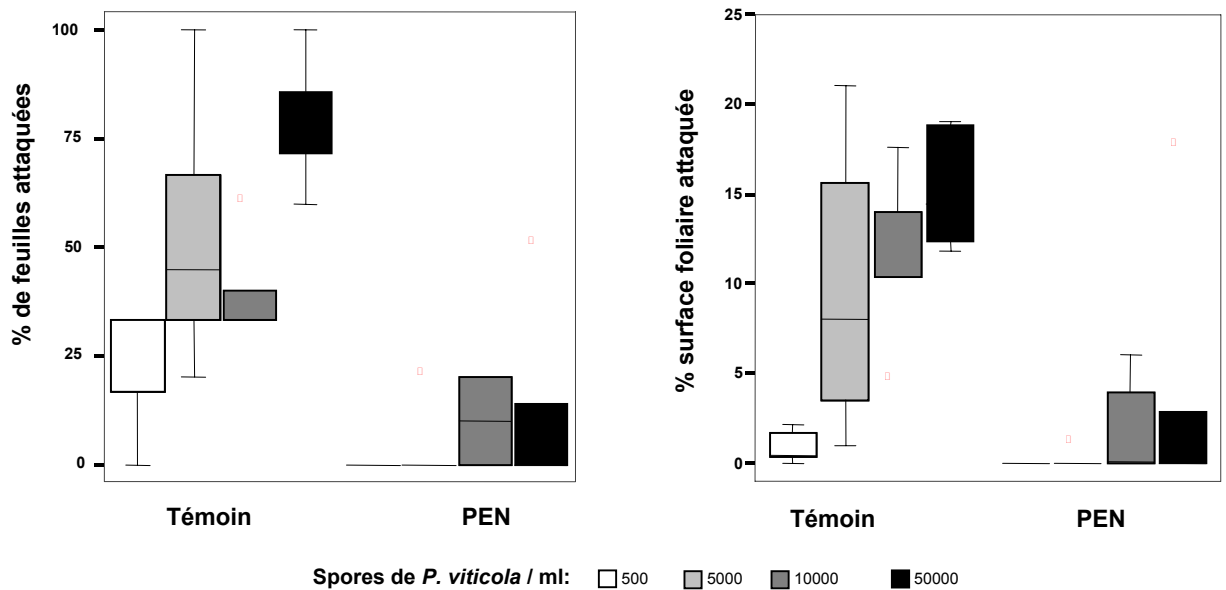 % de feuilles attaquées
100
75
50
25
0
Témoin
PEN
% surface foliaire attaquée
25
20
15
10
5
0
Témoin
PEN
Spores de P. viticola / ml: 500 5000 10000 50000